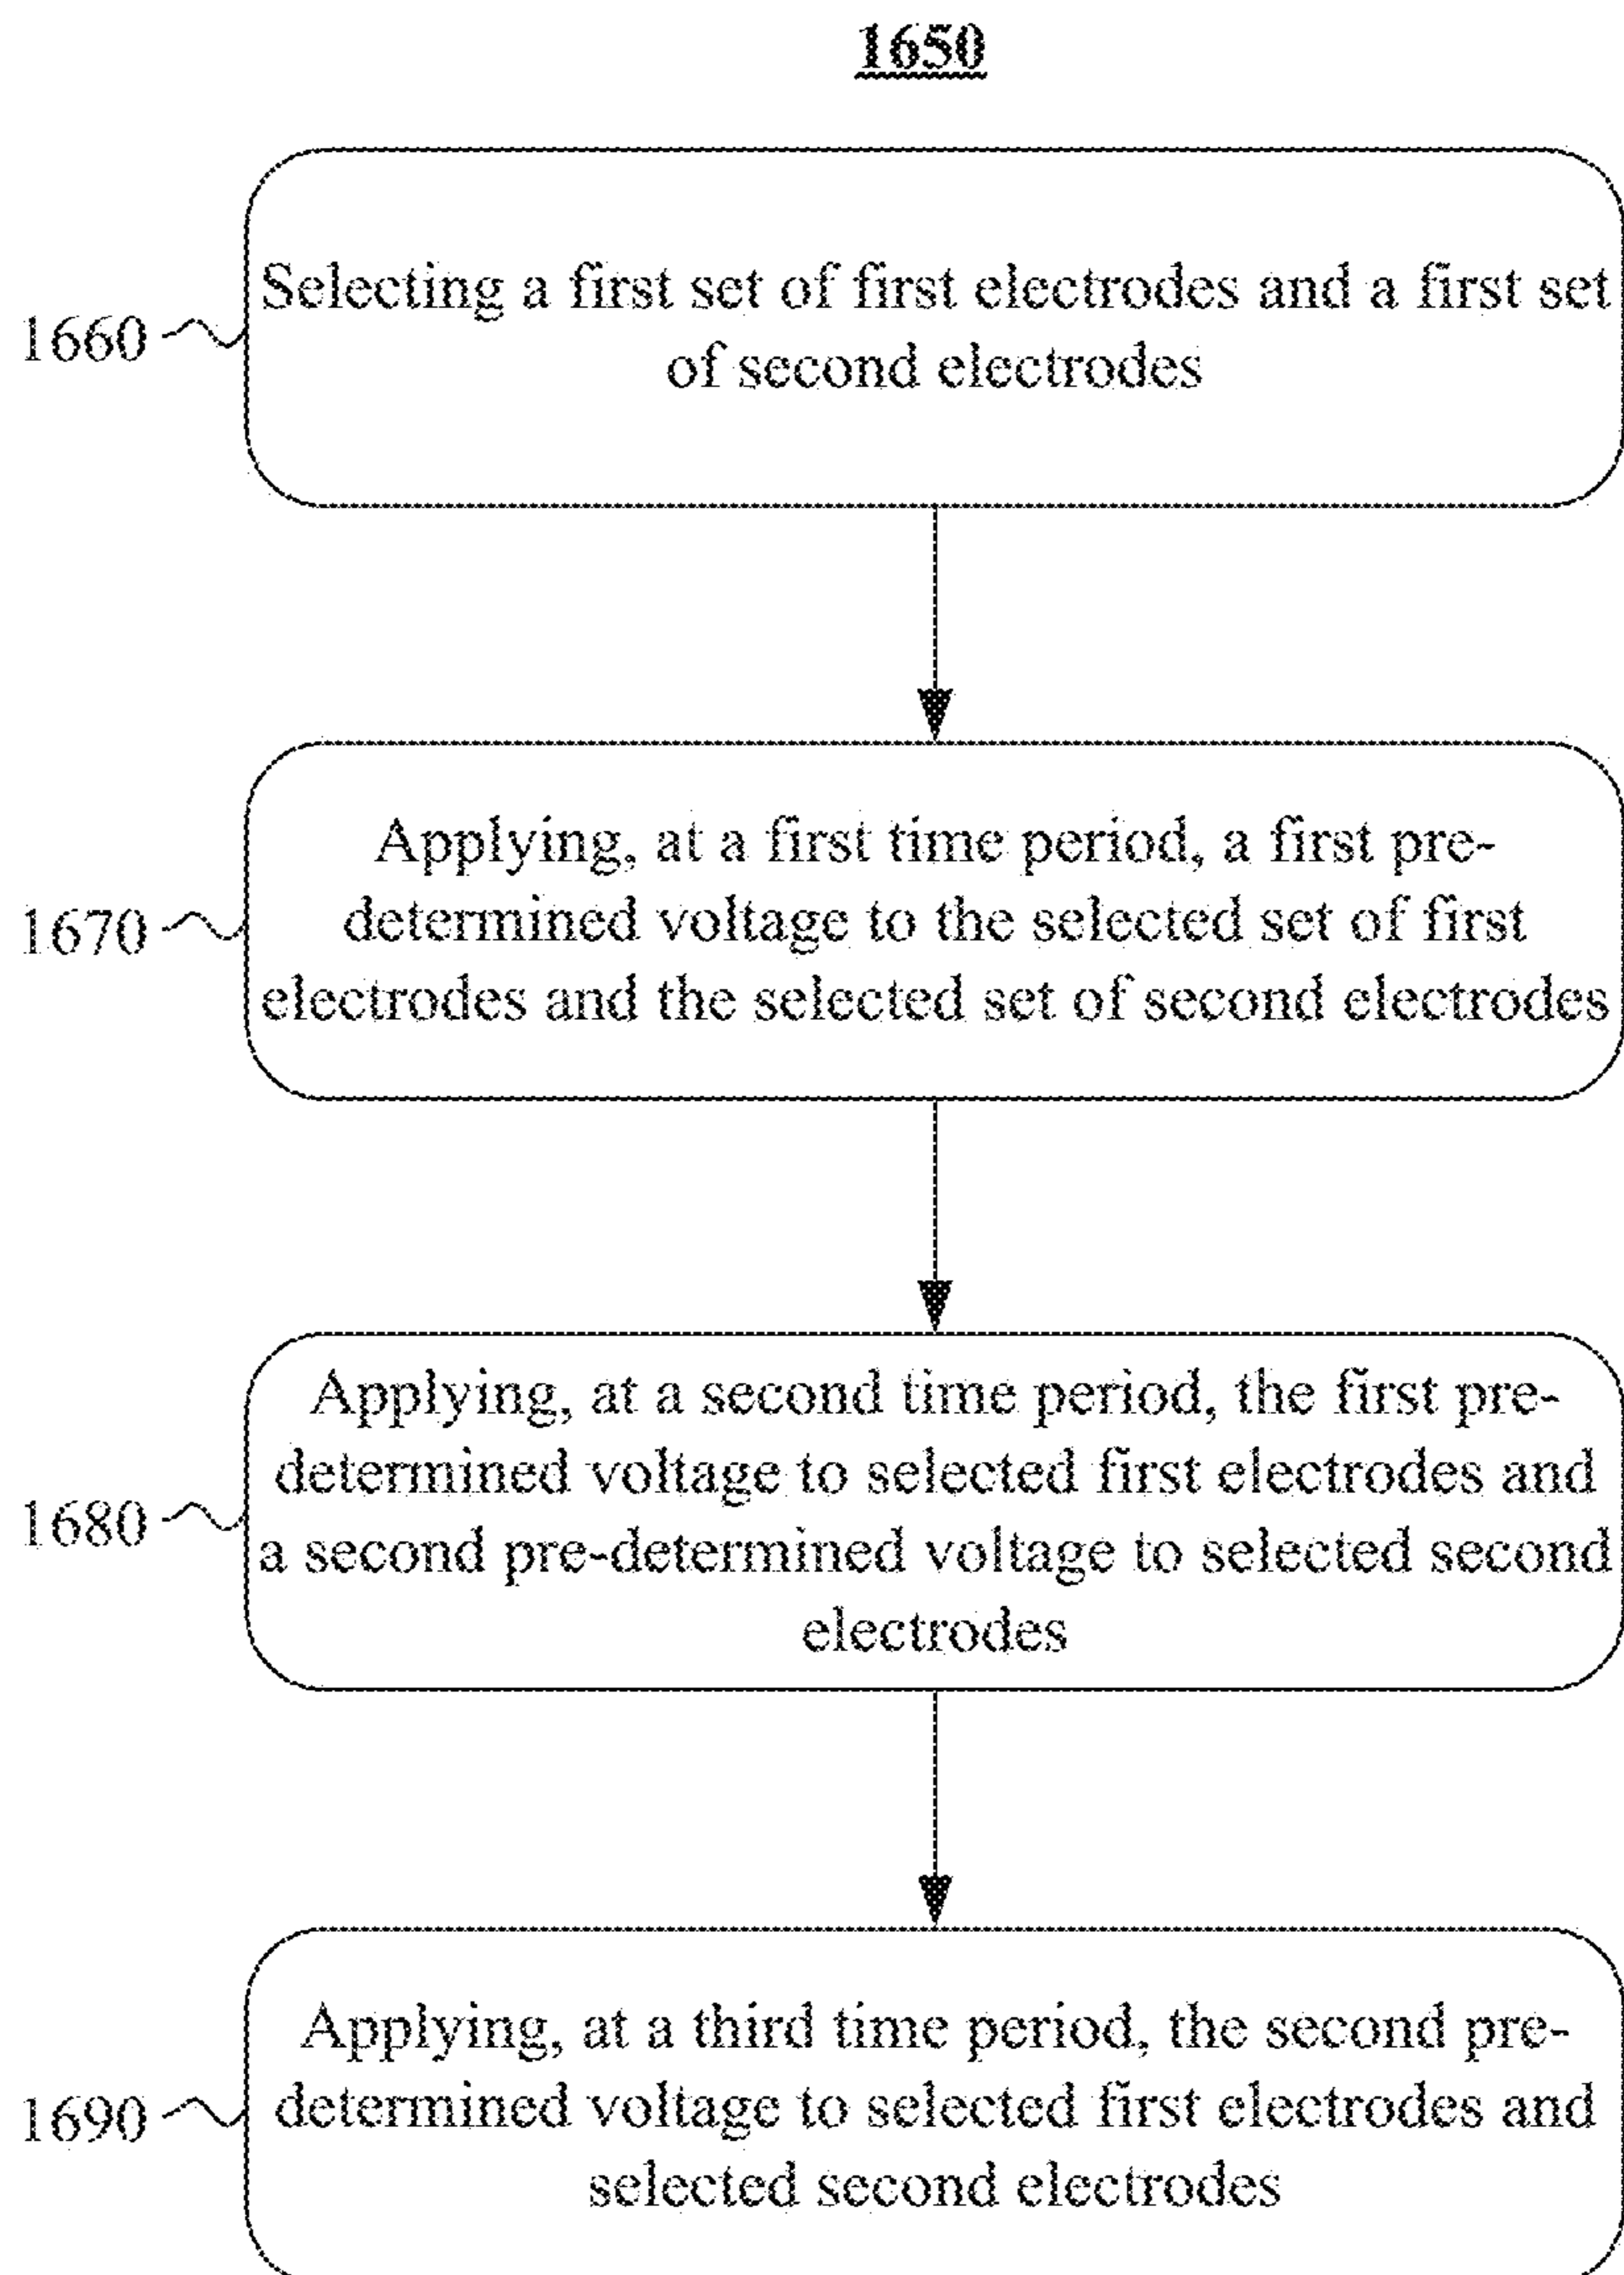 1650
Selecting a first set of first electrodes and a first set
of second electrodes
1660
Applying, at a first time period, a first pre-
determined voltage to the selected set of first
electrodes and the selected set of second electrodes
1670
Applying, at a second time period, the first pre-
determined voltage to selected first electrodes and
a second pre-determined voltage to selected second
electrodes
1680
Applying, at a third time period, the second pre-
determined voltage to selected first electrodes and
selected second electrodes
1690